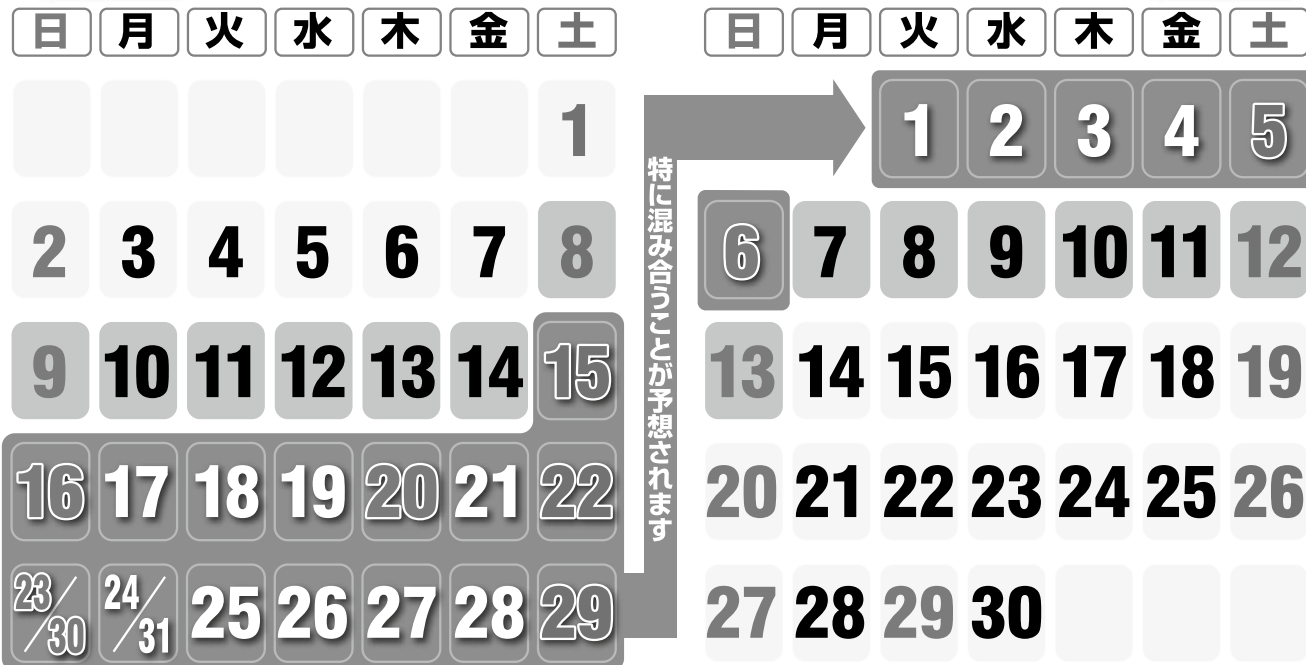 日 月 火 水 木 金 土
1
2 3 4 5 6 7 8
9 10 11 12 13 14 15
16 17 18 19 20 21 22
23/30 24/31 25 26 27 28 29
特に混み合うことが予想されます
日 月 火 水 木 金 土
1 2 3 4 5
6 7 8 9 10 11 12
13 14 15 16 17 18 19
20 21 22 23 24 25 26
27 28 29 30